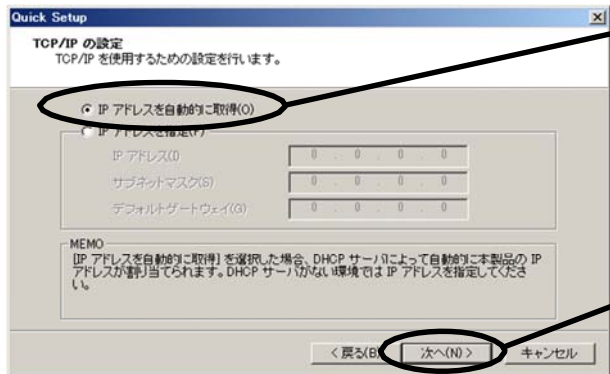 Quick Setup
TCP/IP の設定
TCP/IP を使用するための設定を行います。
IP アドレスを自動的に取得(O)
IP アドレスを指定(F)
IP アドレス(I)
0 . 0 . 0 . 0
サブネットマスク(S)
0 . 0 . 0 . 0
デフォルトゲートウェイ(G)
0 . 0 . 0 . 0
MEMO
[IP アドレスを自動的に取得] を選択した場合、DHCP サーバによって自動的に本製品の IP
アドレスが割り当てられます。DHCP サーバがない環境では IP アドレスを指定してくださ
い。
< 戻る(B)
次へ(N) >
キャンセル